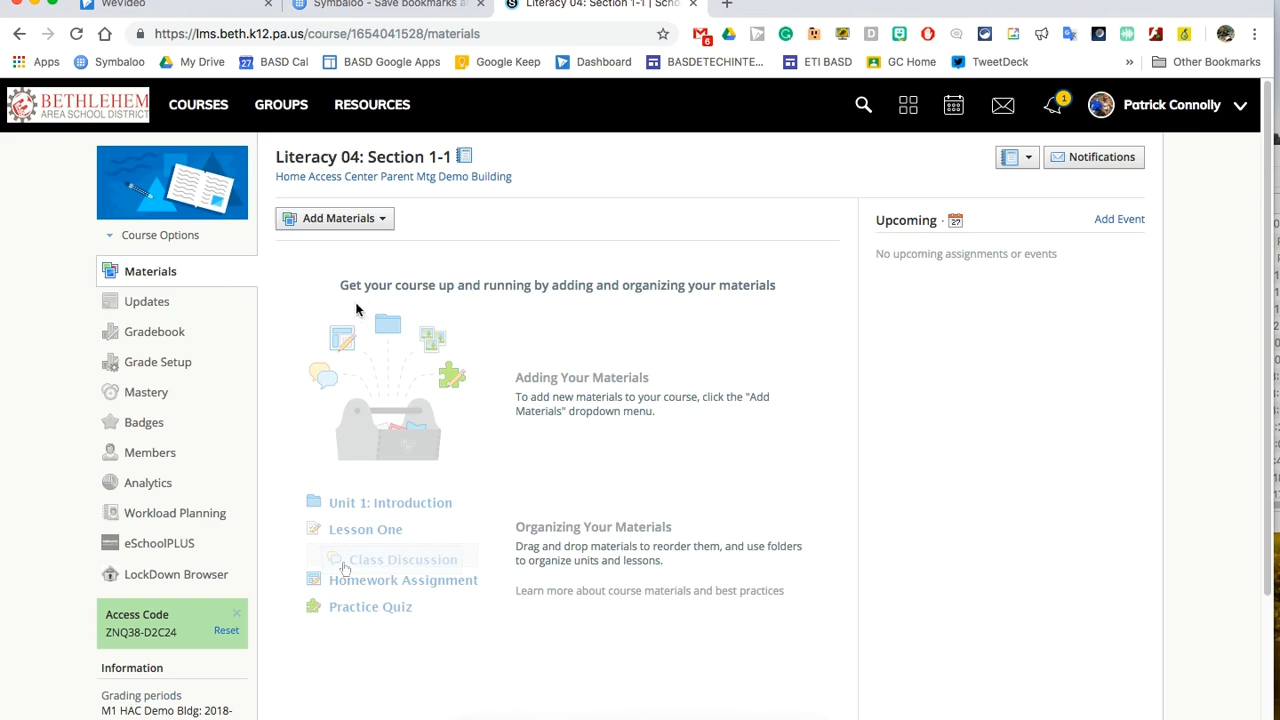 WeVideo
Symbaloo - Save bookmarks a
Literacy 04: Section 1-1 | Scho
https://lms.beth.k12.pa.us/course/1654041528/materials
6
Apps
Symbaloo
My Drive
27
BASD Cal
BASD Google Apps
Google Keep
Dashboard
BASDETECHINTE...
ETI BASD
GC Home
TweetDeck
»
Other Bookmarks
BETHLEHEM
AREA SCHOOL DISTRICT
COURSES
GROUPS
RESOURCES
1
Patrick Connolly
Literacy 04: Section 1-1
Home Access Center Parent Mtg Demo Building
Notifications
Add Materials
Course Options
Materials
Updates
Gradebook
Grade Setup
Mastery
Badges
Members
Analytics
Workload Planning
eSchoolPLUS
LockDown Browser
Access Code
ZNQ38-D2C24
Reset
Information
Grading periods
M1 HAC Demo Bldg: 2018-
Get your course up and running by adding and organizing your materials
Adding Your Materials
To add new materials to your course, click the "Add
Materials" dropdown menu.
Unit 1: Introduction
Lesson One
Class Discussion
Homework Assignment
Practice Quiz
Organizing Your Materials
Drag and drop materials to reorder them, and use folders
to organize units and lessons.
Learn more about course materials and best practices
Upcoming ·
27
Add Event
No upcoming assignments or events